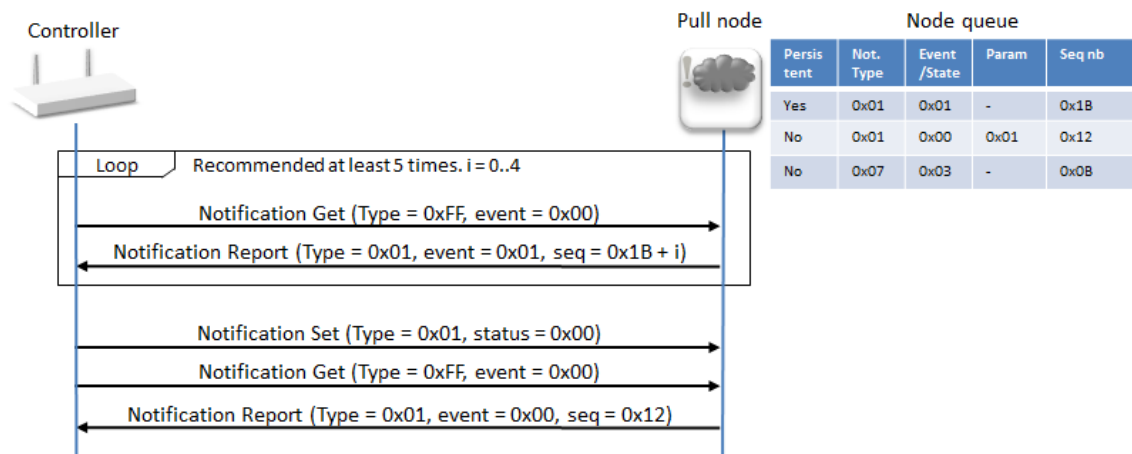 Controller
Pull node
Node queue
Persis tent Not. Type Event /State Param Seq nb
Yes 0x01 0x01 - 0x1B
No 0x01 0x00 0x01 0x12
No 0x07 0x03 - 0x0B
Loop Recommended at least 5 times. i = 0..4
Notification Get (Type = 0xFF, event = 0x00)
Notification Report (Type = 0x01, event = 0x01, seq = 0x1B + i)
Notification Set (Type = 0x01, status = 0x00)
Notification Get (Type = 0xFF, event = 0x00)
Notification Report (Type = 0x01, event = 0x00, seq = 0x12)